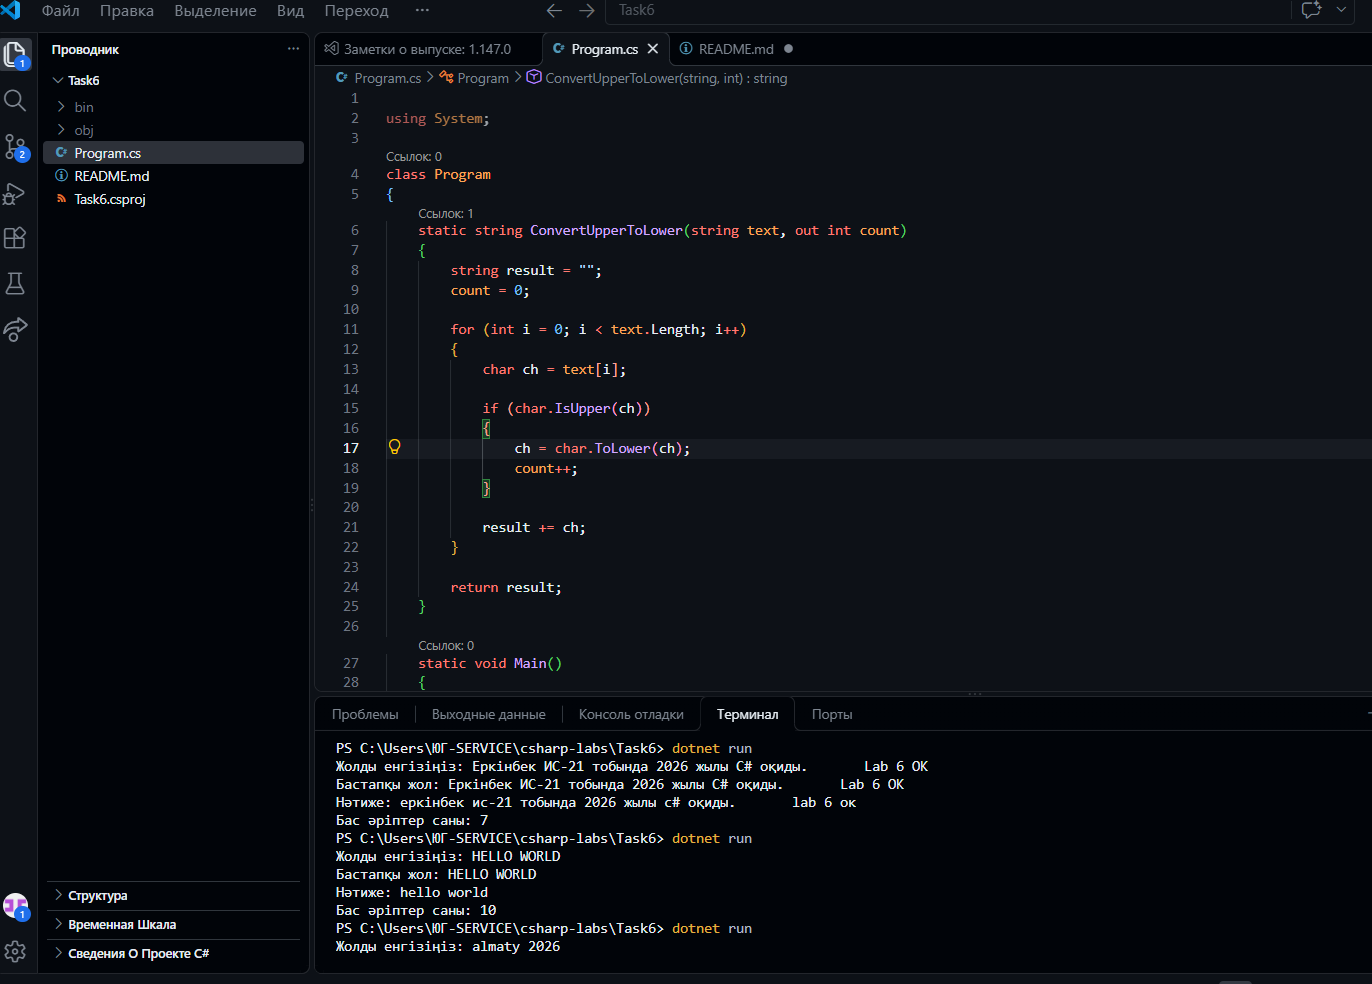 Файл Правка Выделение Вид Переход ··· Task6
Проводник ···
Task6
bin
obj
Program.cs
README.md
Task6.csproj
1
2
Структура
Временная Шкала
Сведения О Проекте C#
1
Заметки о выпуске: 1.147.0 Program.cs README.md
Program.cs > Program > ConvertUpperToLower(string, int) : string
1
2 using System;
3
Ссылок: 0
4 class Program
5 {
Ссылок: 1
6 static string ConvertUpperToLower(string text, out int count)
7 {
8 string result = "";
9 count = 0;
10
11 for (int i = 0; i < text.Length; i++)
12 {
13 char ch = text[i];
14
15 if (char.IsUpper(ch))
16 {
17 ch = char.ToLower(ch);
18 count++;
19 }
20
21 result += ch;
22 }
23
24 return result;
25 }
26
Ссылок: 0
27 static void Main()
28 {
Проблемы Выходные данные Консоль отладки Терминал Порты
PS C:\Users\ЮГ-SERVICE\csharp-labs\Task6> dotnet run
Жолды енгізіңіз: Еркінбек ИС-21 тобында 2026 жылы C# оқиды. Lab 6 OK
Бастапқы жол: Еркінбек ИС-21 тобында 2026 жылы C# оқиды. Lab 6 OK
Нәтиже: еркінбек ис-21 тобында 2026 жылы c# оқиды. lab 6 ok
Бас әріптер саны: 7
PS C:\Users\ЮГ-SERVICE\csharp-labs\Task6> dotnet run
Жолды енгізіңіз: HELLO WORLD
Бастапқы жол: HELLO WORLD
Нәтиже: hello world
Бас әріптер саны: 10
PS C:\Users\ЮГ-SERVICE\csharp-labs\Task6> dotnet run
Жолды енгізіңіз: almaty 2026